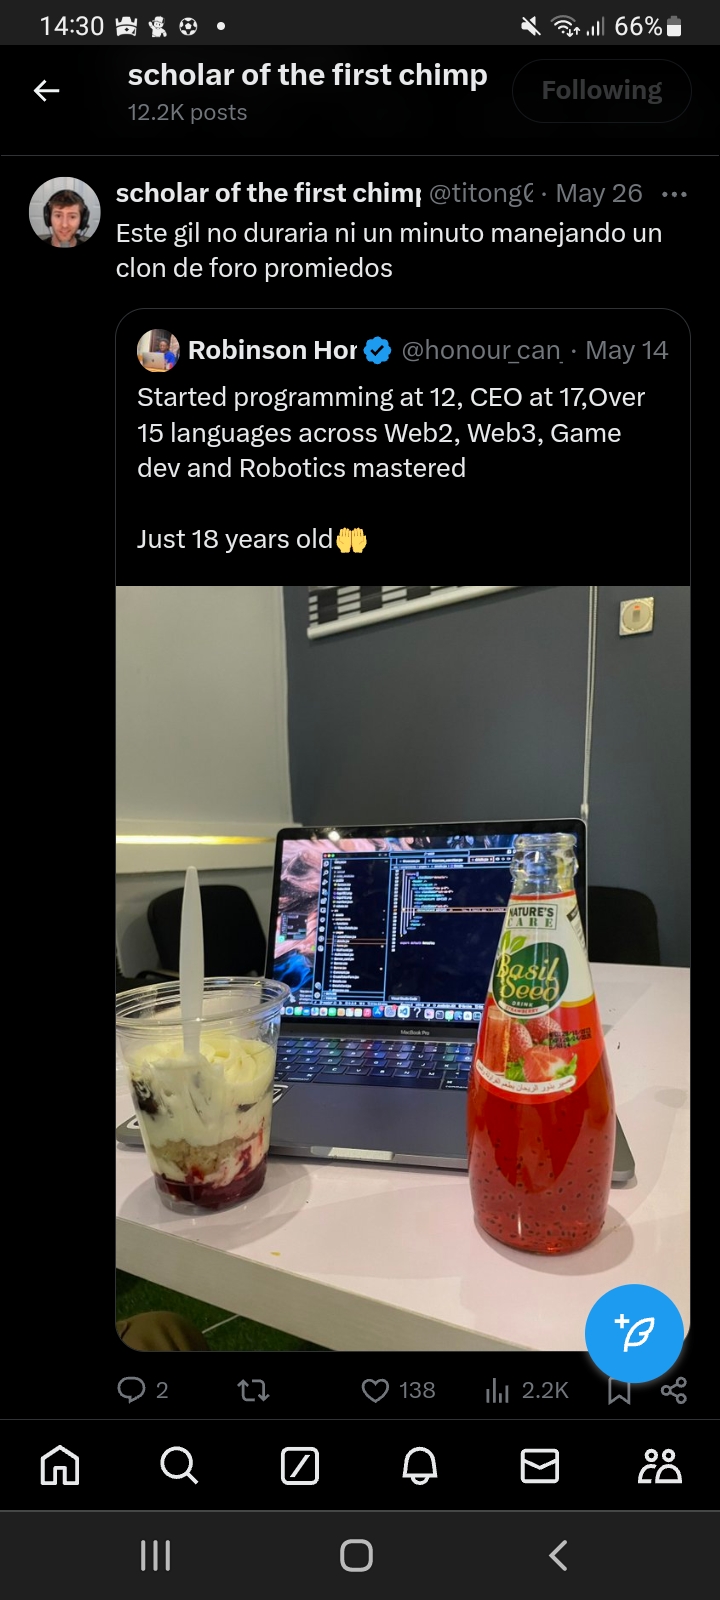 14:30
66%
scholar of the first chimp
12.2K posts
Following
scholar of the first chimp @titong0 · May 26
Este gil no duraria ni un minuto manejando un
clon de foro promiedos
Robinson Hor @honour_can_ · May 14
Started programming at 12, CEO at 17,Over
15 languages across Web2, Web3, Game
dev and Robotics mastered
Just 18 years old
NATURE'S
CARE
Basil
Seed
DRINK
STRAWBERRY
MacBook Pro
2
138
2.2K